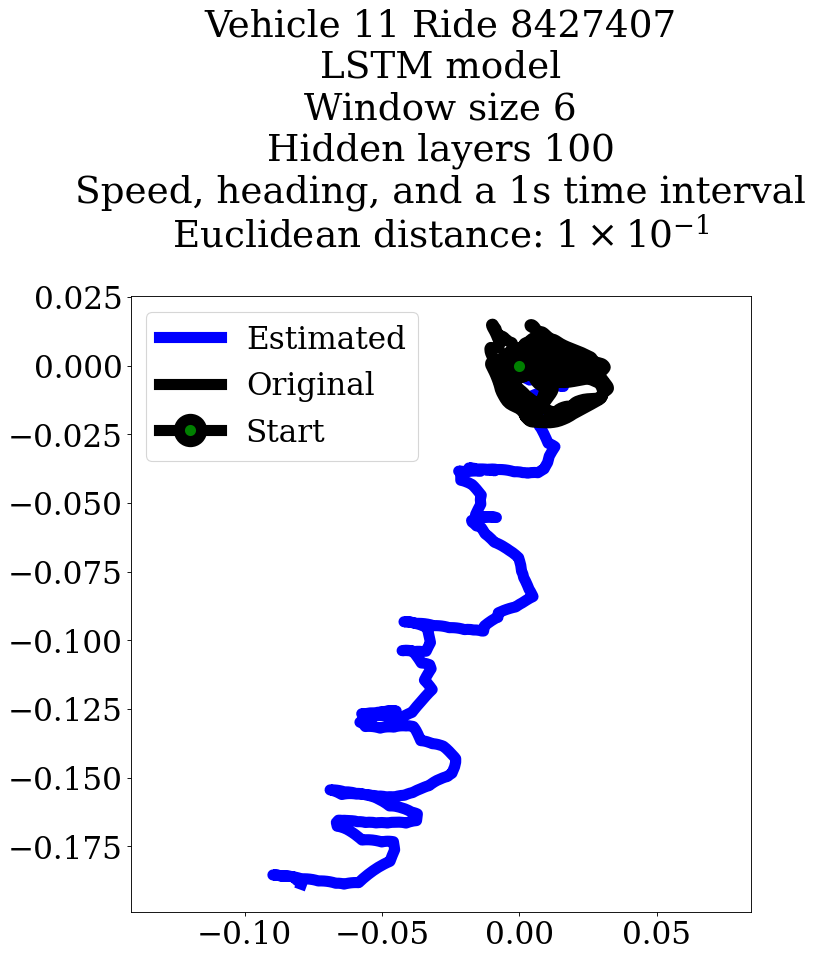 Vehicle 11 Ride 8427407
LSTM model
Window size 6
Hidden layers 100
Speed, heading, and a 1s time interval
Euclidean distance: 1 × 10⁻¹
0.025
0.000
−0.025
−0.050
−0.075
−0.100
−0.125
−0.150
−0.175
Estimated
Original
Start
−0.10 −0.05 0.00 0.05